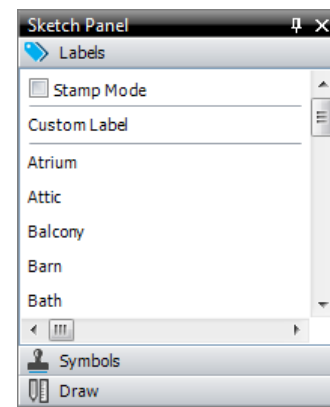 Sketch Panel
Labels
Stamp Mode
Custom Label
Atrium
Attic
Balcony
Barn
Bath
Symbols
Draw